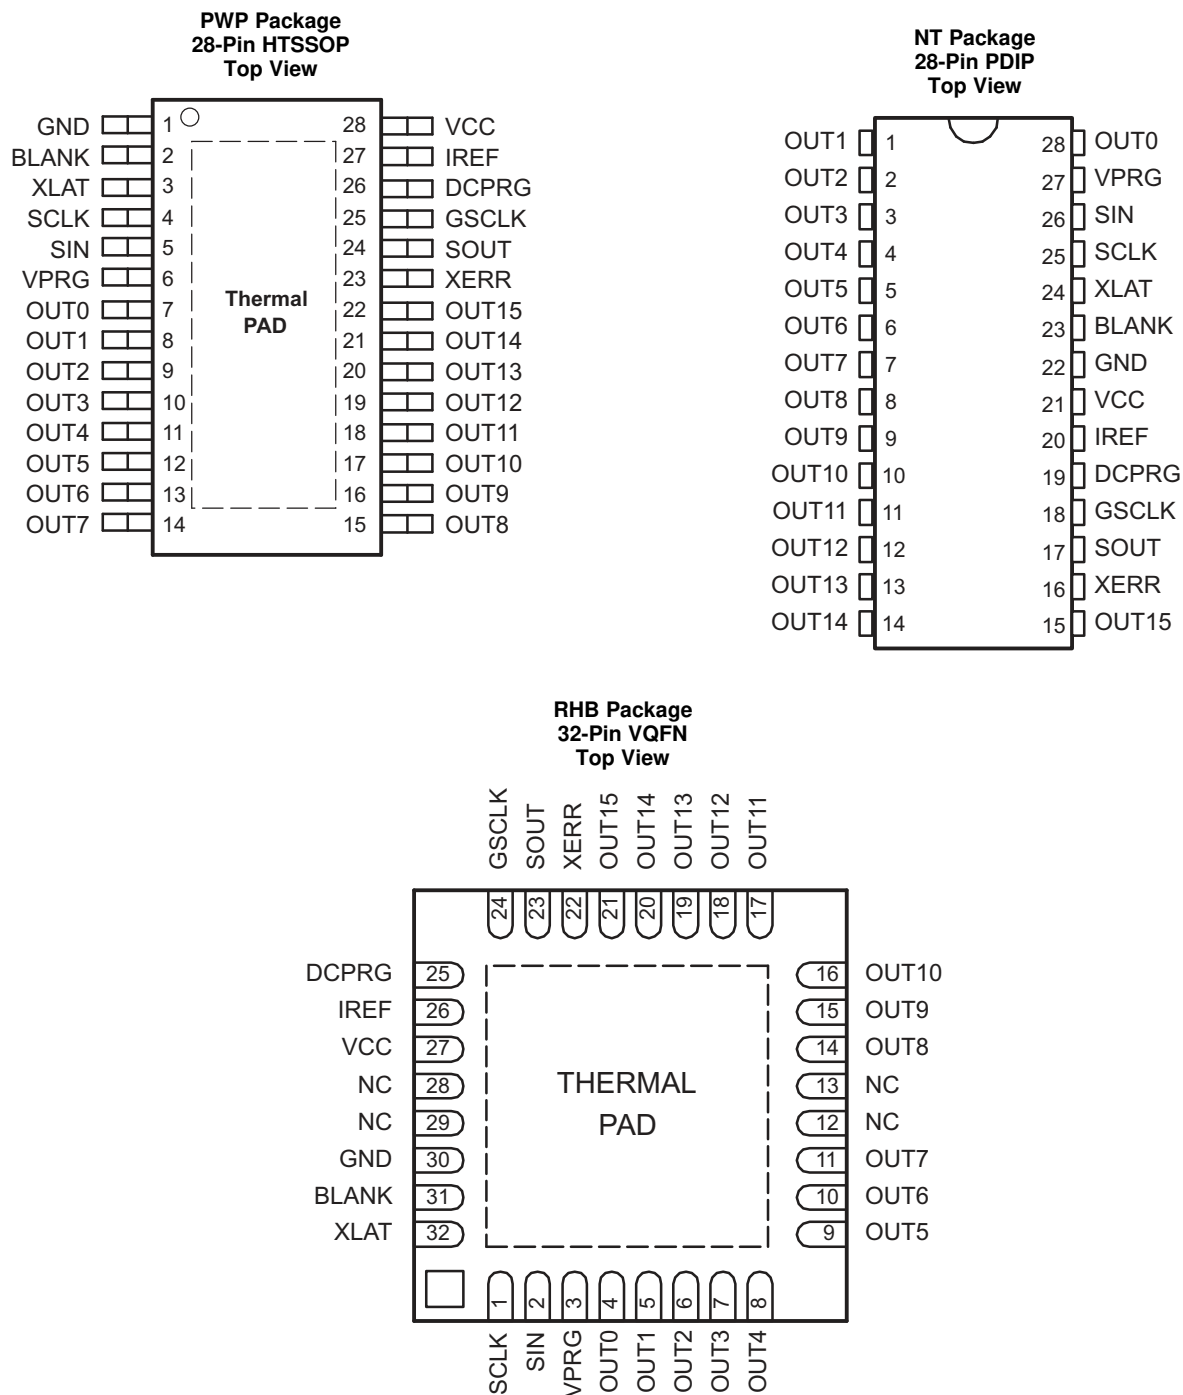 PWP Package
28-Pin HTSSOP
Top View
GND 1 28 VCC
BLANK 2 27 IREF
XLAT 3 26 DCPRG
SCLK 4 25 GSCLK
SIN 5 24 SOUT
VPRG 6 23 XERR
OUT0 7 22 OUT15
OUT1 8 21 OUT14
OUT2 9 20 OUT13
OUT3 10 19 OUT12
OUT4 11 18 OUT11
OUT5 12 17 OUT10
OUT6 13 16 OUT9
OUT7 14 15 OUT8
Thermal
PAD
NT Package
28-Pin PDIP
Top View
OUT1 1 28 OUT0
OUT2 2 27 VPRG
OUT3 3 26 SIN
OUT4 4 25 SCLK
OUT5 5 24 XLAT
OUT6 6 23 BLANK
OUT7 7 22 GND
OUT8 8 21 VCC
OUT9 9 20 IREF
OUT10 10 19 DCPRG
OUT11 11 18 GSCLK
OUT12 12 17 SOUT
OUT13 13 16 XERR
OUT14 14 15 OUT15
RHB Package
32-Pin VQFN
Top View
GSCLK SOUT XERR OUT15 OUT14 OUT13 OUT12 OUT11
24 23 22 21 20 19 18 17
DCPRG 25 16 OUT10
IREF 26 15 OUT9
VCC 27 14 OUT8
NC 28 13 NC
NC 29 12 NC
GND 30 11 OUT7
BLANK 31 10 OUT6
XLAT 32 9 OUT5
THERMAL
PAD
1 2 3 4 5 6 7 8
SCLK SIN VPRG OUT0 OUT1 OUT2 OUT3 OUT4